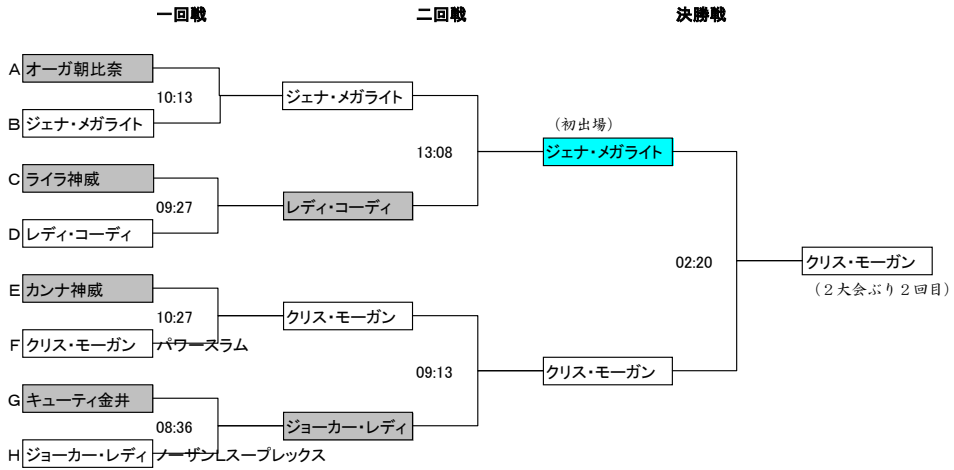 一回戦 二回戦 決勝戦
A オーガ朝比奈
10:13 ジェナ・メガライト
B ジェナ・メガライト
(初出場)
13:08 ジェナ・メガライト
C ライラ神威
09:27 レディ・コーディ
D レディ・コーディ
02:20 クリス・モーガン
(2大会ぶり2回目)
E カンナ神威
10:27 クリス・モーガン
F クリス・モーガン パワースラム
09:13 クリス・モーガン
G キューティ金井
08:36 ジョーカー・レディ
H ジョーカー・レディ ノーザンLスープレックス